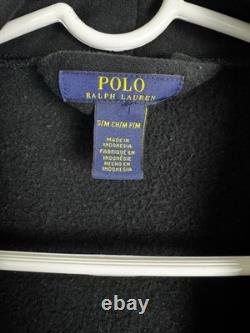 POLO
RALPH LAUREN
S/M CH/M P/M
MADE IN
INDONESIA
FABRIQUÉ EN
INDONÉSIE
HECHO EN
INDONESIA